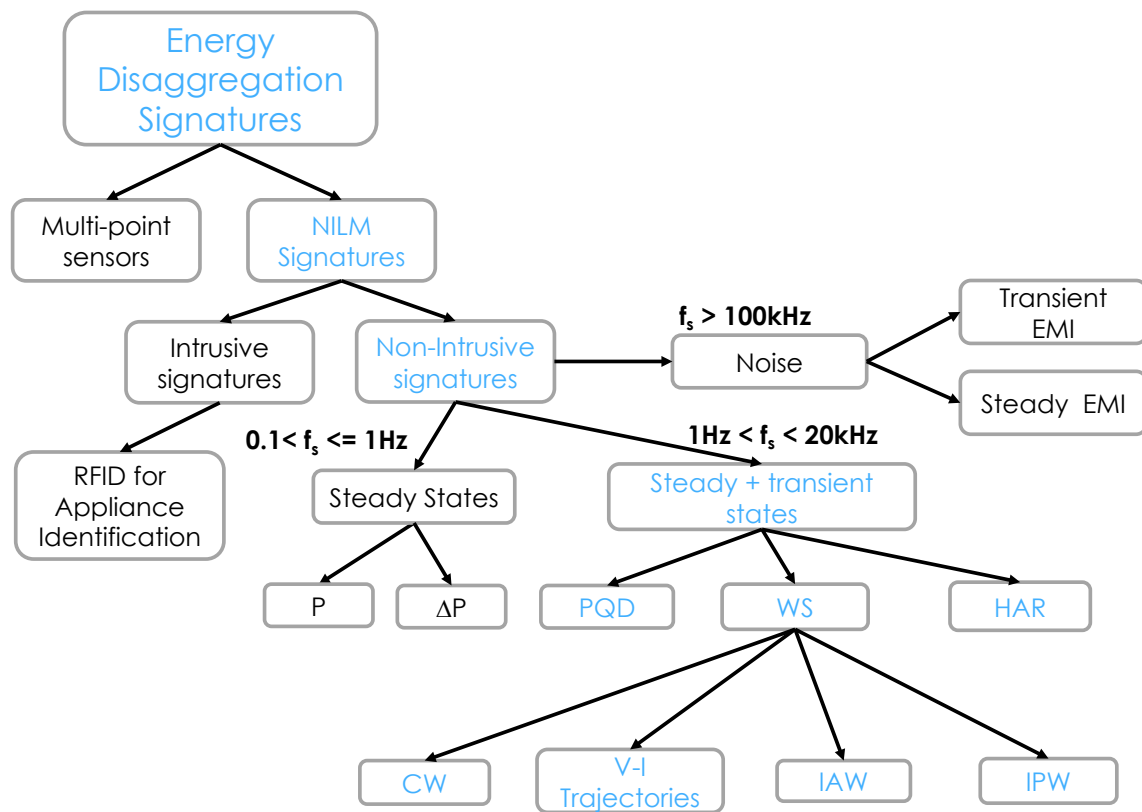 Energy
Disaggregation
Signatures
Multi-point
sensors
NILM
Signatures
Intrusive
signatures
Non-Intrusive
signatures
fs > 100kHz
Noise
Transient
EMI
Steady EMI
0.1< fs <= 1Hz
1Hz < fs < 20kHz
RFID for
Appliance
Identification
Steady States
Steady + transient
states
P
ΔP
PQD
WS
HAR
CW
V-I
Trajectories
IAW
IPW